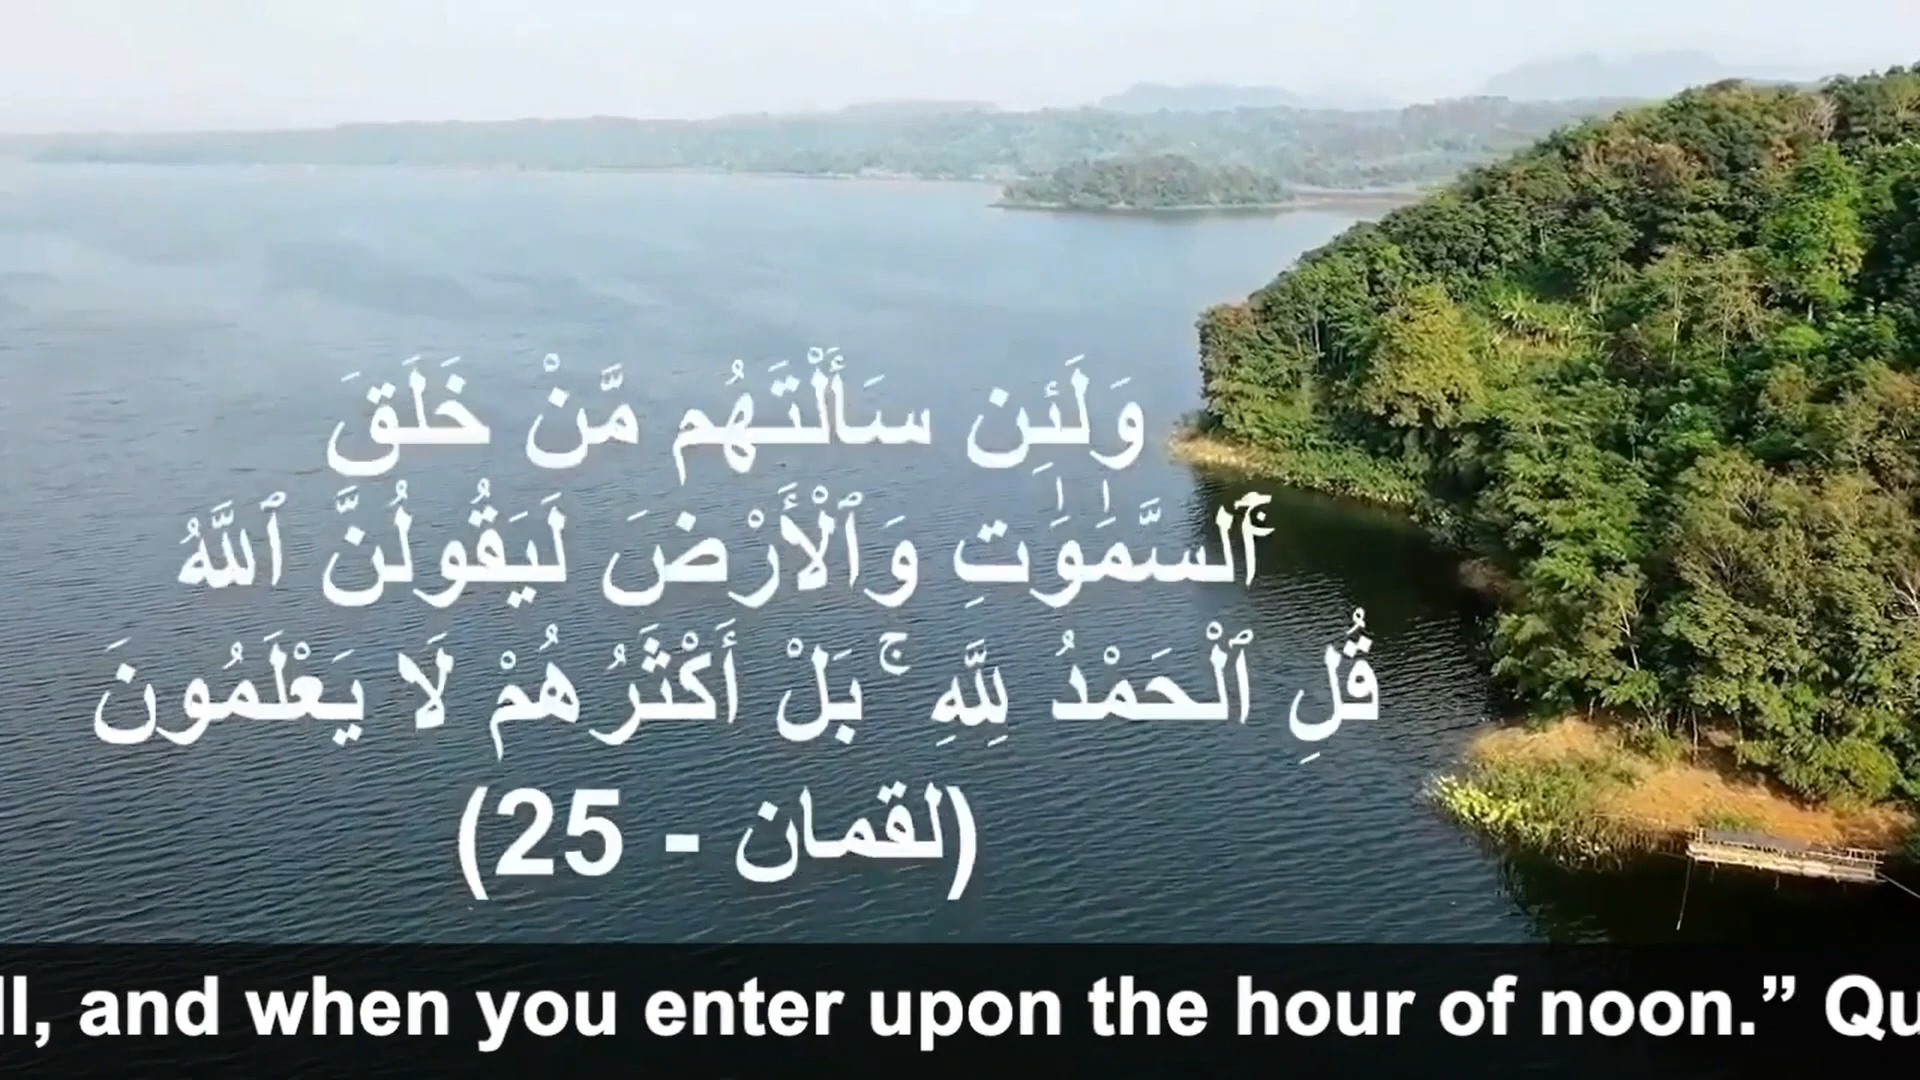 وَلَئِن سَأَلْتَهُم مَّنْ خَلَقَ
ٱلسَّمَٰوَٰتِ وَٱلْأَرْضَ لَيَقُولُنَّ ٱللَّهُ ۚ
قُلِ ٱلْحَمْدُ لِلَّهِ ۚ بَلْ أَكْثَرُهُمْ لَا يَعْلَمُونَ
(لقمان - 25)
ll, and when you enter upon the hour of noon.” Qu